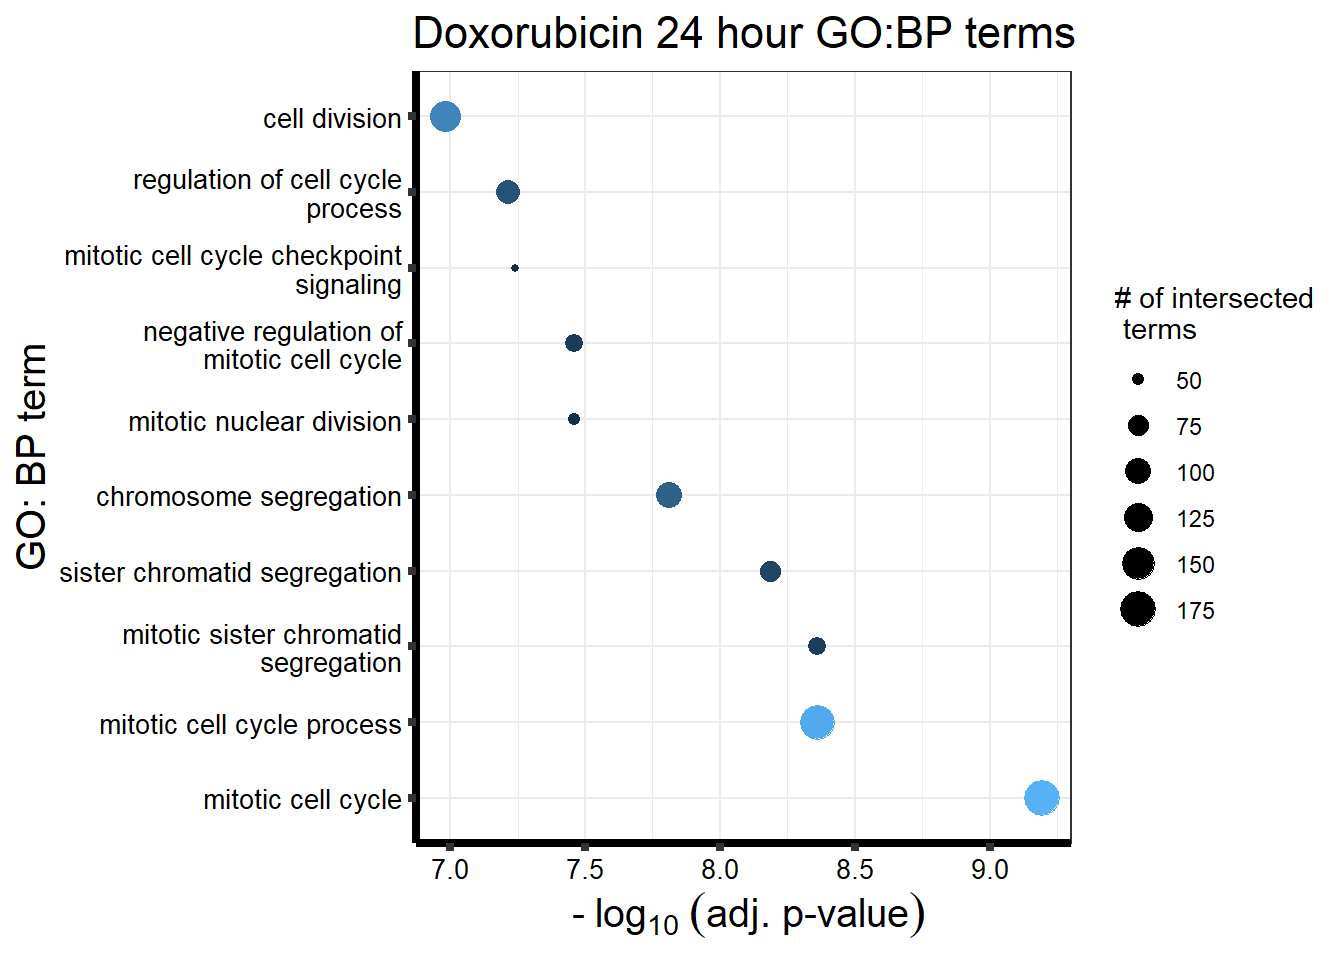 Doxorubicin 24 hour GO:BP terms
GO: BP term
cell division
regulation of cell cycle
process
mitotic cell cycle checkpoint
signaling
negative regulation of
mitotic cell cycle
mitotic nuclear division
chromosome segregation
sister chromatid segregation
mitotic sister chromatid
segregation
mitotic cell cycle process
mitotic cell cycle
7.0 7.5 8.0 8.5 9.0
- log10 (adj. p-value)
# of intersected
terms
50
75
100
125
150
175